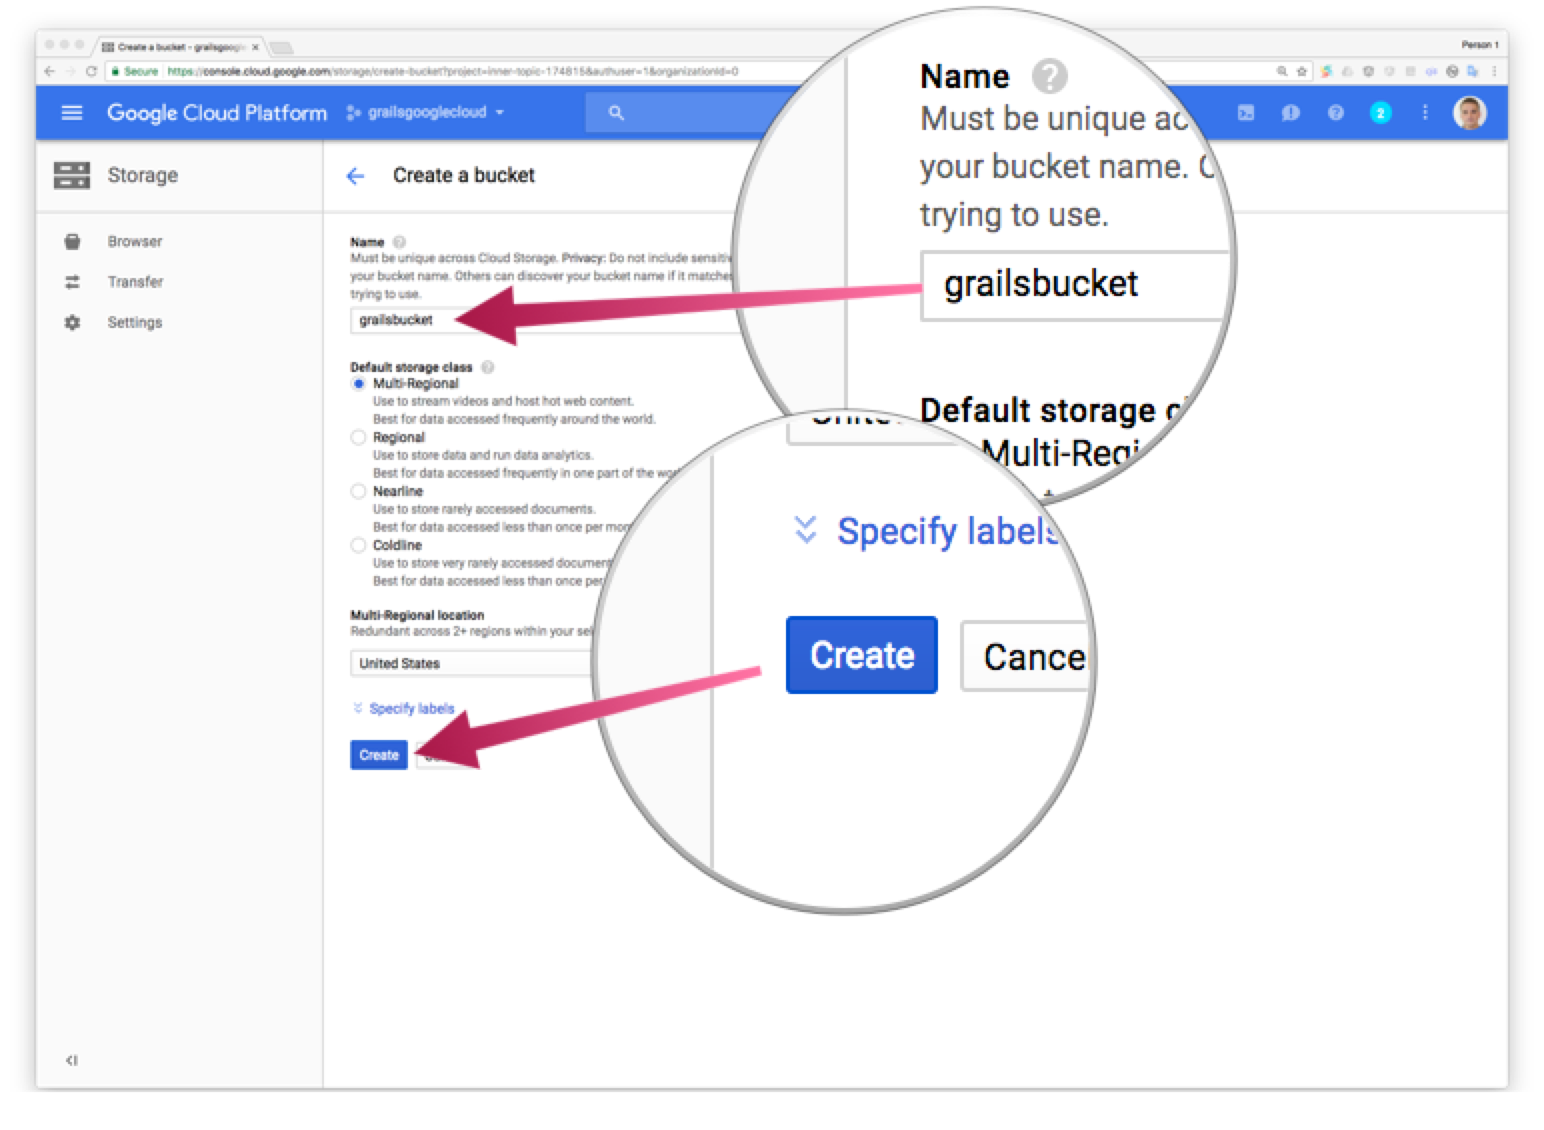 Create a bucket - grailsgoogle
Person 1
Secure https://console.cloud.google.com/storage/create-bucket?project=inner-topic-174815&authuser=1&organizationId=0
Google Cloud Platform grailsgooglecloud 2
Storage
Create a bucket
Browser
Transfer
Settings
Name
Must be unique across Cloud Storage. Privacy: Do not include sensitiv
your bucket name. Others can discover your bucket name if it matches
trying to use.
grailsbucket
Default storage class
Multi-Regional
Use to stream videos and host hot web content.
Best for data accessed frequently around the world.
Regional
Use to store data and run data analytics.
Best for data accessed frequently in one part of the wor
Nearline
Use to store rarely accessed documents.
Best for data accessed less than once per mon
Coldline
Use to store very rarely accessed document
Best for data accessed less than once per
Multi-Regional location
Redundant across 2+ regions within your sel
United States
Specify labels
Create
Name
Must be unique ac
your bucket name. O
trying to use.
grailsbucket
Default storage c
Multi-Regi
Specify labels
Create Cance